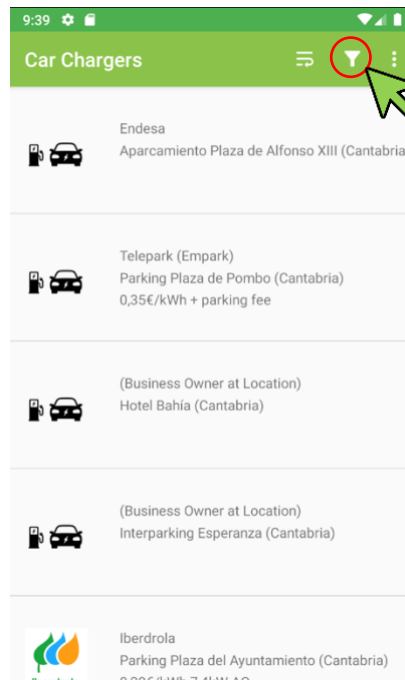 9:39
Car Chargers
Endesa
Aparcamiento Plaza de Alfonso XIII (Cantabria
Telepark (Empark)
Parking Plaza de Pombo (Cantabria)
0,35€/kWh + parking fee
(Business Owner at Location)
Hotel Bahía (Cantabria)
(Business Owner at Location)
Interparking Esperanza (Cantabria)
Iberdrola
Parking Plaza del Ayuntamiento (Cantabria)